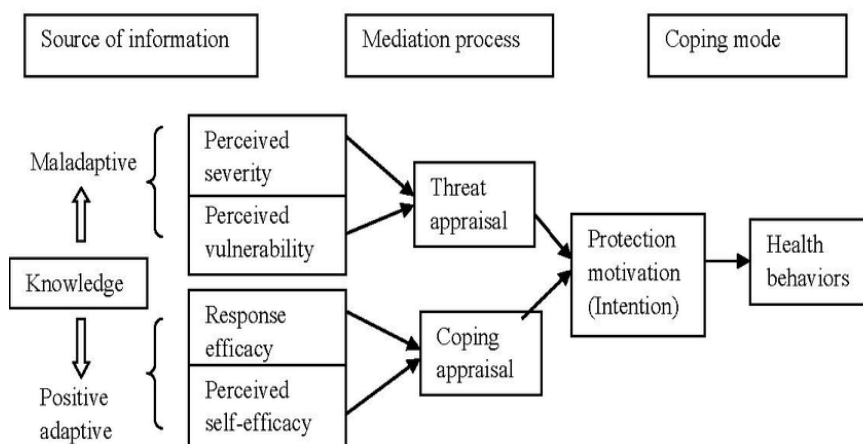 Source of information
Mediation process
Coping mode
Maladaptive
Knowledge
Positive
adaptive
Perceived
severity
Perceived
vulnerability
Response
efficacy
Perceived
self-efficacy
Threat
appraisal
Coping
appraisal
Protection
motivation
(Intention)
Health
behaviors